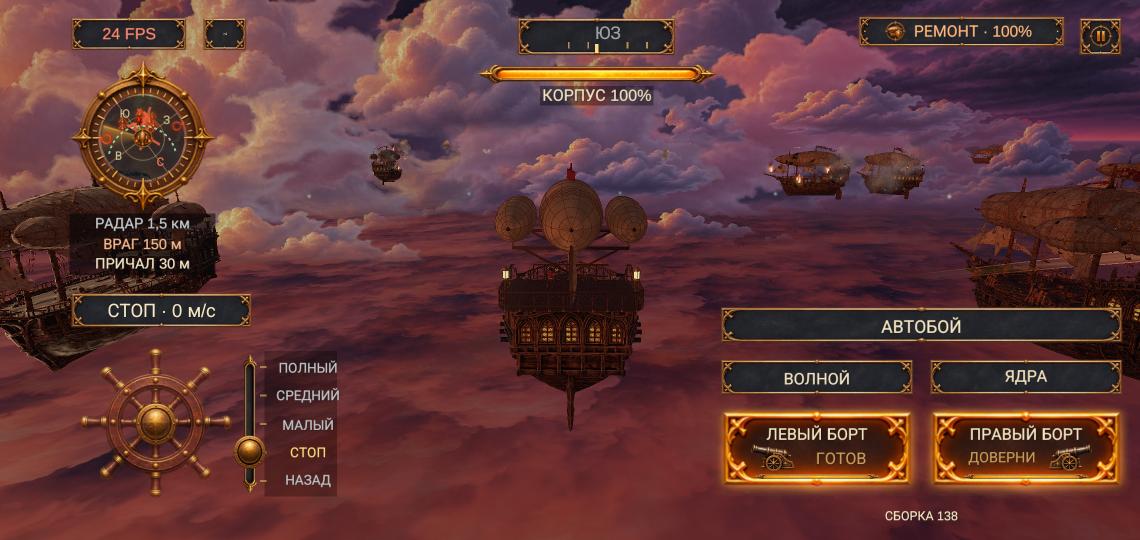 24 FPS
ЮЗ
РЕМОНТ · 100%
КОРПУС 100%
Ю
З
В
С
РАДАР 1,5 км
ВРАГ 150 м
ПРИЧАЛ 30 м
СТОП · 0 м/с
ПОЛНЫЙ
СРЕДНИЙ
МАЛЫЙ
СТОП
НАЗАД
АВТОБОЙ
ВОЛНОЙ
ЯДРА
ЛЕВЫЙ БОРТ
ГОТОВ
ПРАВЫЙ БОРТ
ДОВЕРНИ
СБОРКА 138